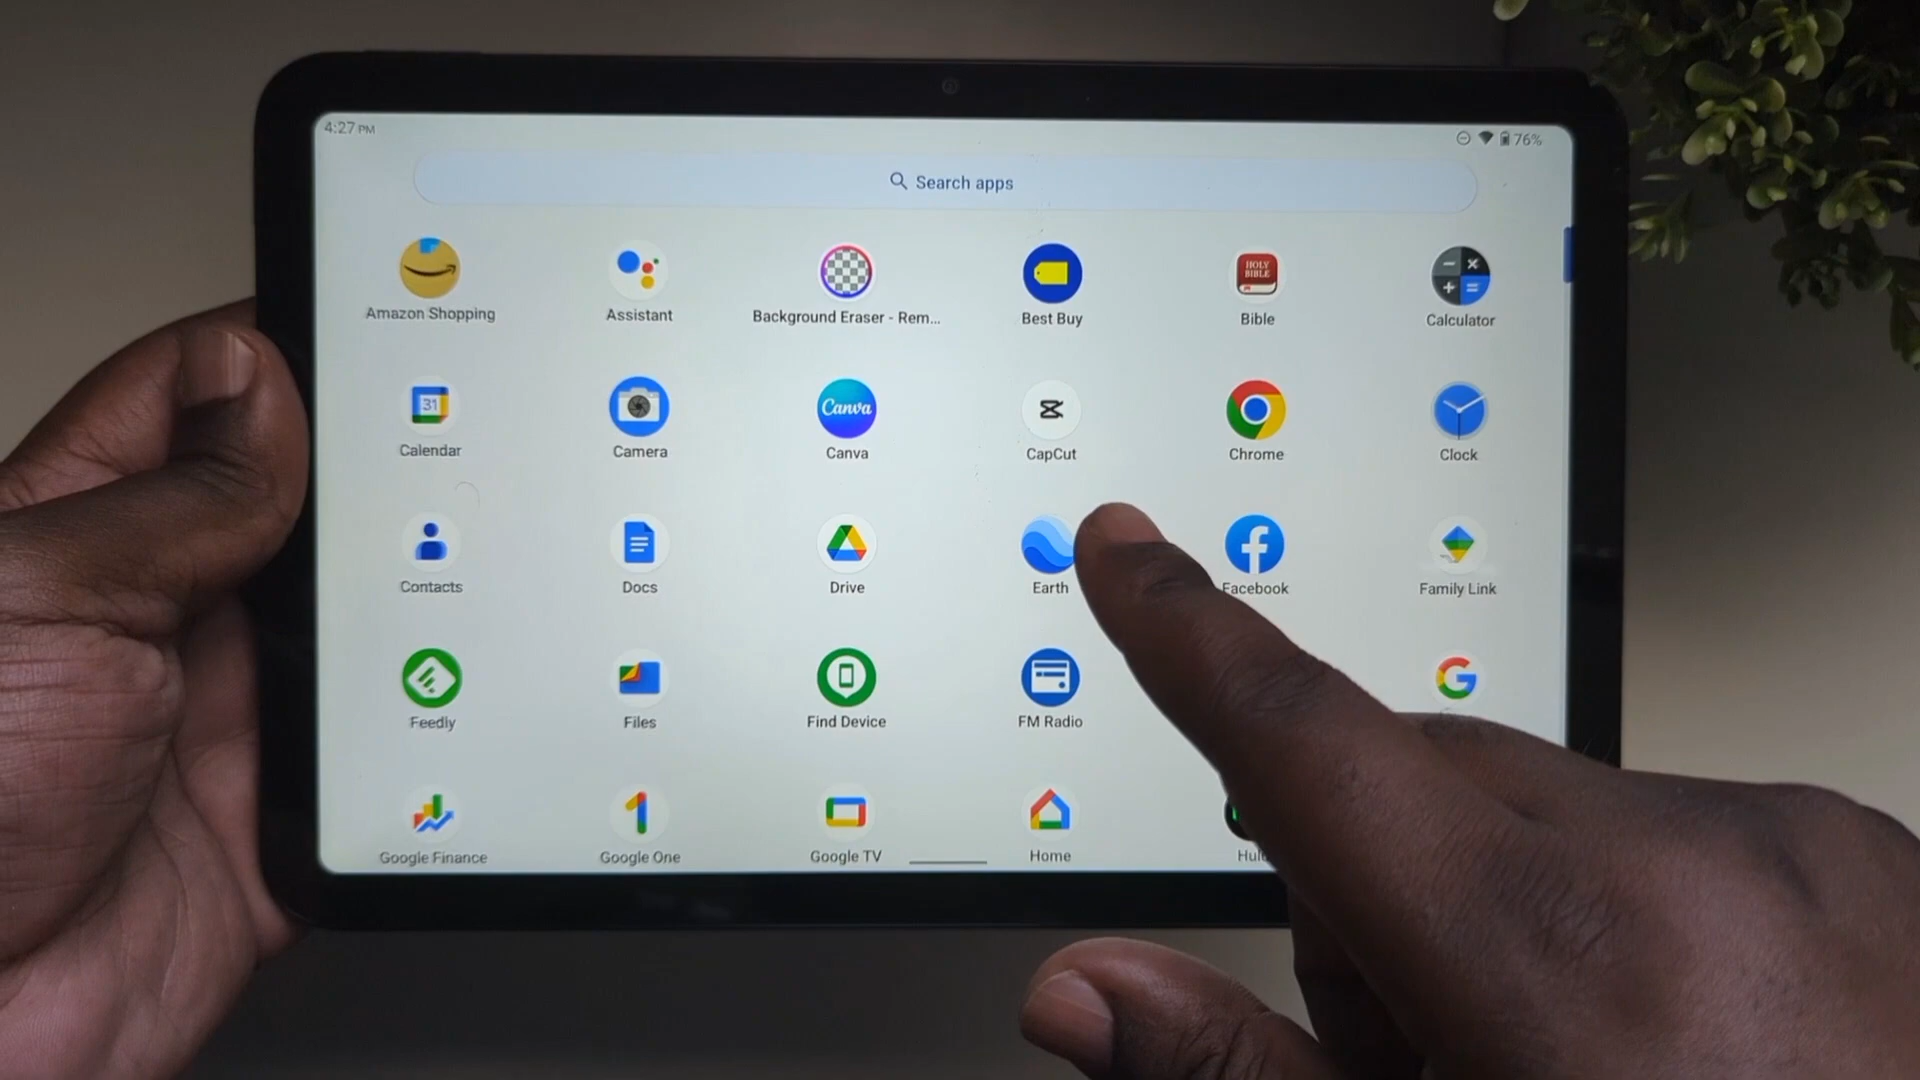 4:27 PM
76%
Search apps
HOLY
BIBLE
Amazon Shopping
Assistant
Background Eraser - Rem...
Best Buy
Bible
Calculator
31
Canva
Calendar
Camera
Canva
CapCut
Chrome
Clock
Contacts
Docs
Drive
Earth
Facebook
Family Link
Feedly
Files
Find Device
FM Radio
Google Finance
Google One
Google TV
Home